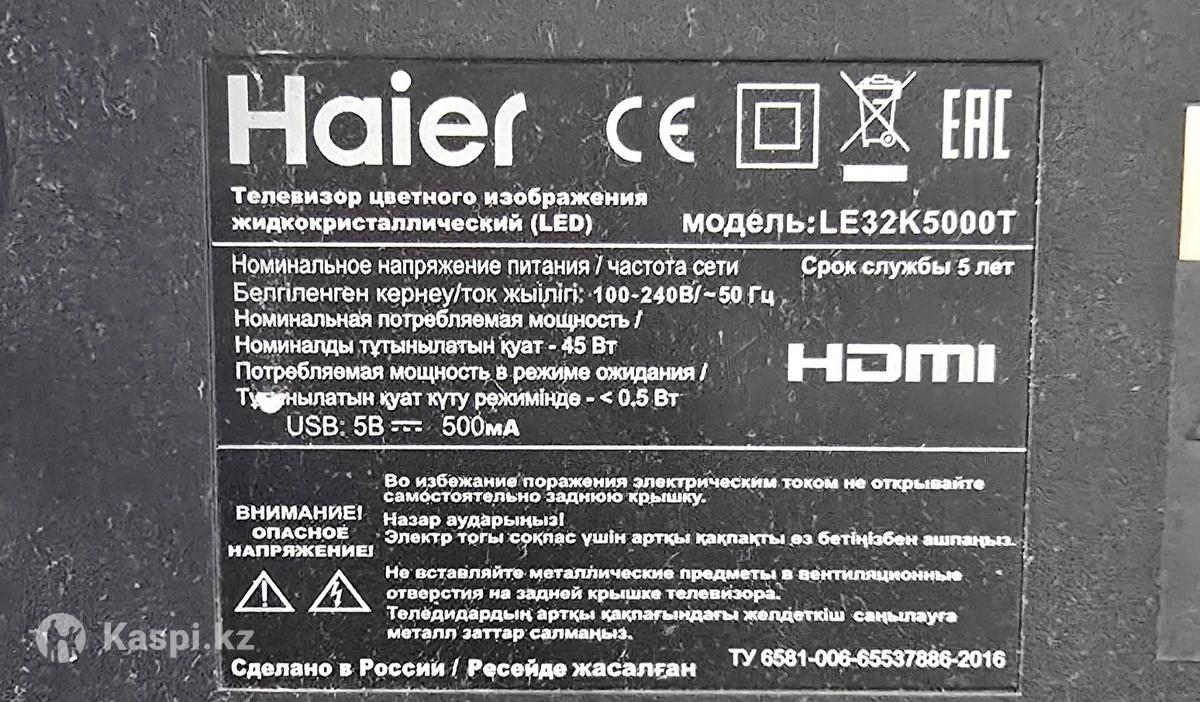 Haier CE EAC
Телевизор цветного изображения
жидкокристаллический (LED) модель:LE32K5000T
Номинальное напряжение питания / частота сети Срок службы 5 лет
Белгіленген кернеу/ток жыілігі: 100-240В/~50 Гц
Номинальная потребляемая мощность /
Номиналды тұтынылатын қуат - 45 Вт
HDMI
Потребляемая мощность в режиме ожидания /
Тұтынылатын қуат күту режимінде - < 0.5 Вт
USB: 5В 500мА
Во избежание поражения электрическим током не открывайте
самостоятельно заднюю крышку.
ВНИМАНИЕ!
ОПАСНОЕ
НАПРЯЖЕНИЕ!
Назар аударыңыз!
Электр тогы соқпас үшін артқы қақпақты өз бетіңізбен ашпаңыз.
Не вставляйте металлические предметы в вентиляционные
отверстия на задней крышке телевизора.
Теледидардың артқы қақпағындағы желдеткіш саңылауға
металл заттар салмаңыз.
Kaspi.kz
Сделано в России / Ресейде жасалған ТУ 6581-006-65537886-2016